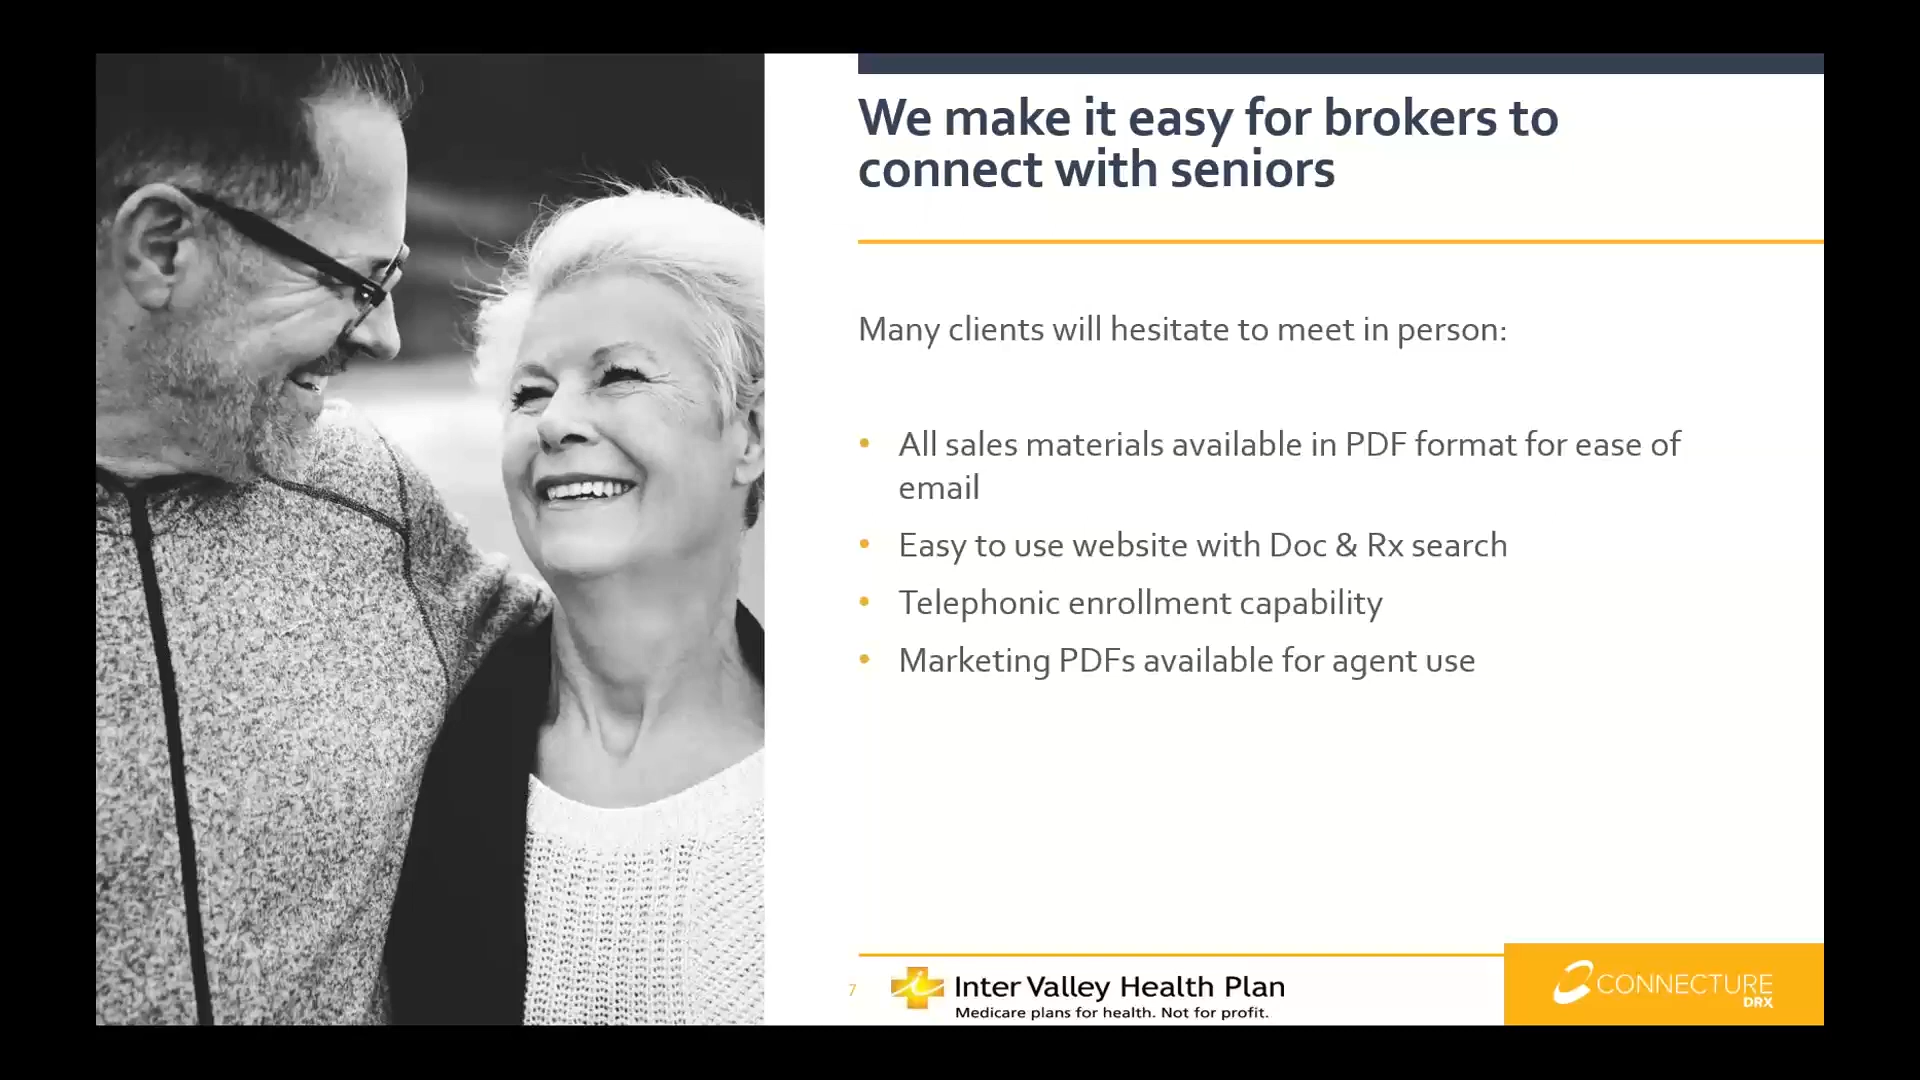 We make it easy for brokers to
connect with seniors
Many clients will hesitate to meet in person:
• All sales materials available in PDF format for ease of
email
• Easy to use website with Doc & Rx search
• Telephonic enrollment capability
• Marketing PDFs available for agent use
7
Inter Valley Health Plan
Medicare plans for health. Not for profit.
CONNECTURE
DRX